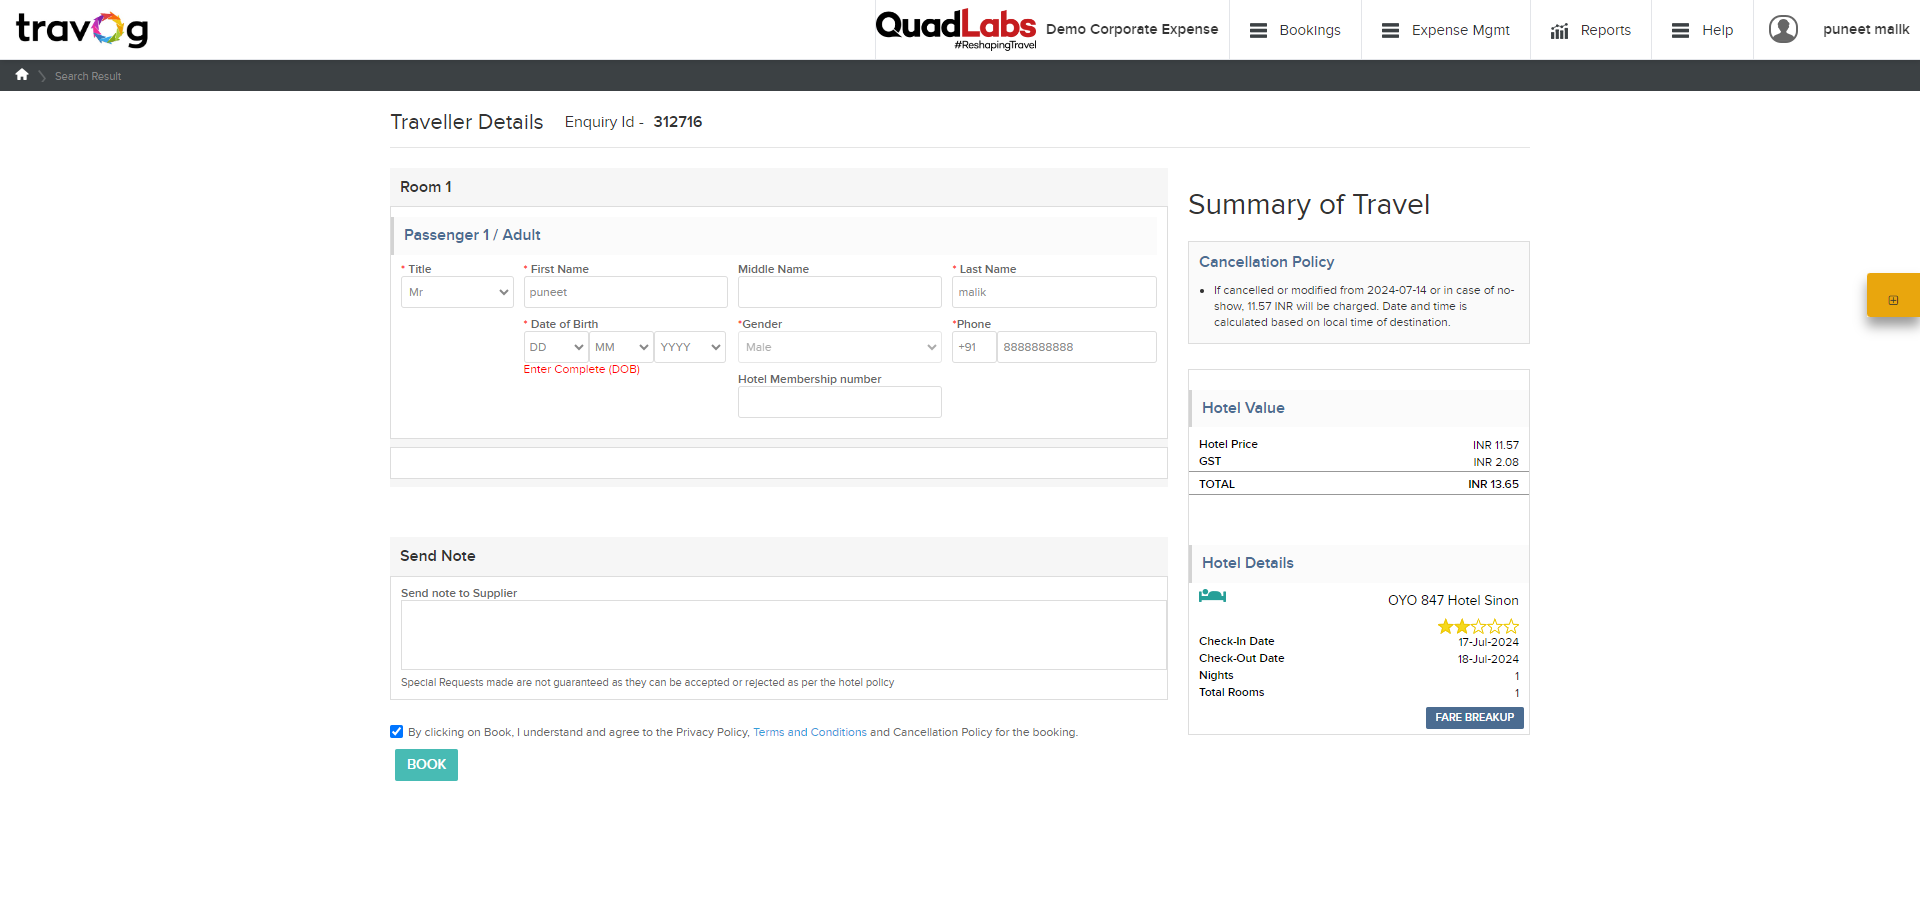 travog
QuadLabs
#ReshapingTravel
Demo Corporate Expense
Bookings
Expense Mgmt
Reports
Help
puneet malik
Search Result
Traveller Details Enquiry Id - 312716
Room 1
Passenger 1 / Adult
* Title
* First Name
Middle Name
* Last Name
Mr
puneet
malik
* Date of Birth
*Gender
*Phone
DD
MM
YYYY
Male
+91
8888888888
Enter Complete (DOB)
Hotel Membership number
Send Note
Send note to Supplier
Special Requests made are not guaranteed as they can be accepted or rejected as per the hotel policy
By clicking on Book, I understand and agree to the Privacy Policy, Terms and Conditions and Cancellation Policy for the booking.
BOOK
Summary of Travel
Cancellation Policy
If cancelled or modified from 2024-07-14 or in case of no-
show, 11.57 INR will be charged. Date and time is
calculated based on local time of destination.
Hotel Value
Hotel Price INR 11.57
GST INR 2.08
TOTAL INR 13.65
Hotel Details
OYO 847 Hotel Sinon
Check-In Date 17-Jul-2024
Check-Out Date 18-Jul-2024
Nights 1
Total Rooms 1
FARE BREAKUP